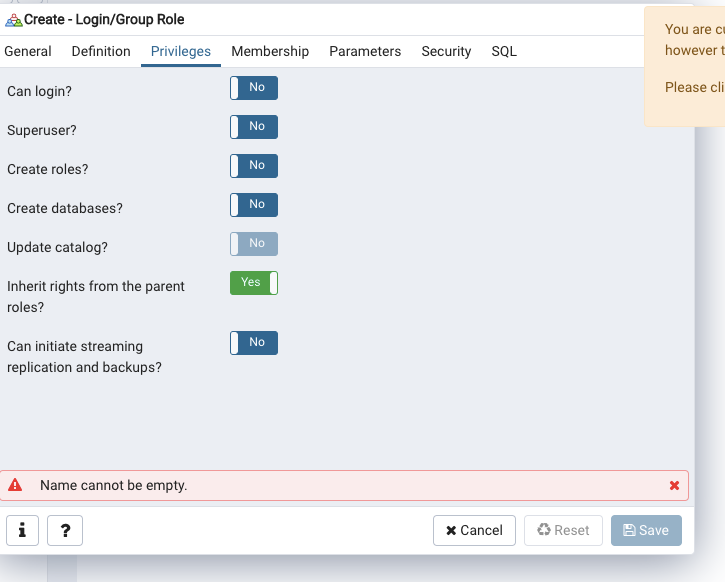 Create - Login/Group Role
General Definition Privileges Membership Parameters Security SQL
You are
however
Please
Can login? No
Superuser? No
Create roles? No
Create databases? No
Update catalog? No
Inherit rights from the parent Yes
roles?
Can initiate streaming No
replication and backups?
Name cannot be empty.
i ? Cancel Reset Save